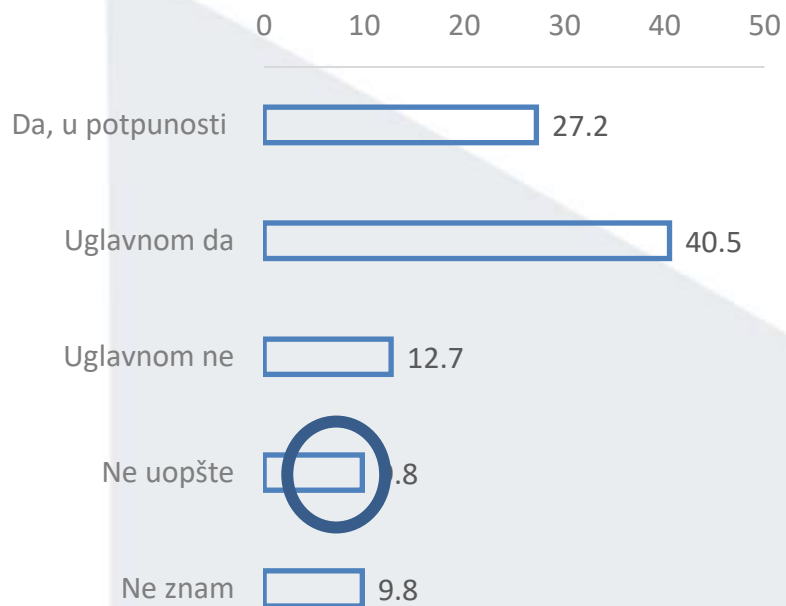 0 10 20 30 40 50
Da, u potpunosti 27.2
Uglavnom da 40.5
Uglavnom ne 12.7
Ne uopšte .8
Ne znam 9.8